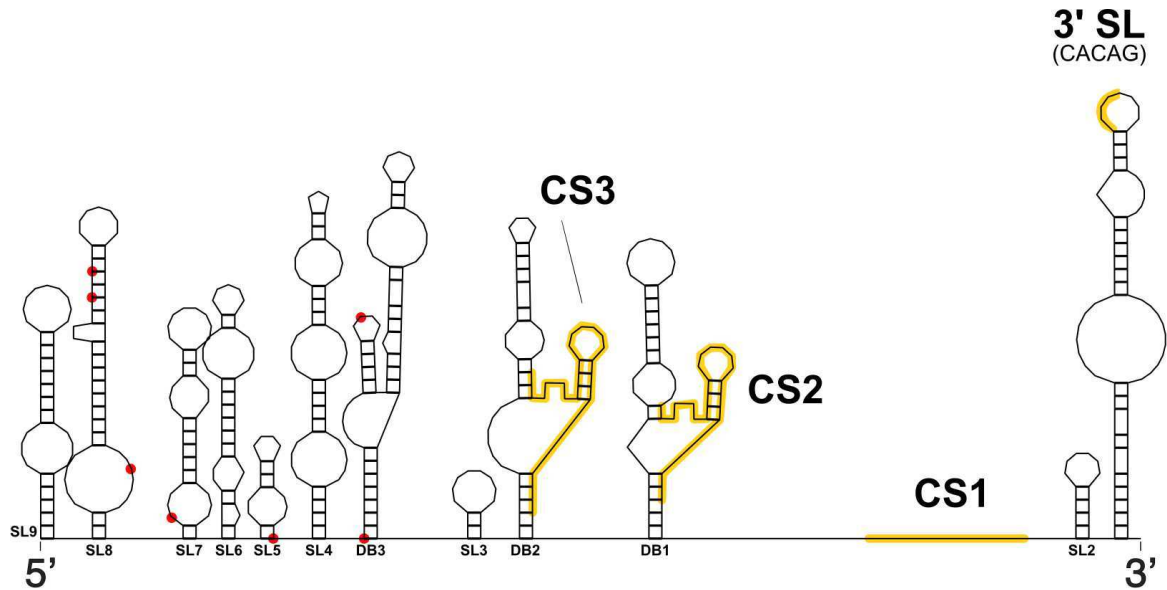 3' SL
(CACAG)
CS3
CS2
CS1
SL9
SL8
SL7
SL6
SL5
SL4
DB3
SL3
DB2
DB1
SL2
5’
3’